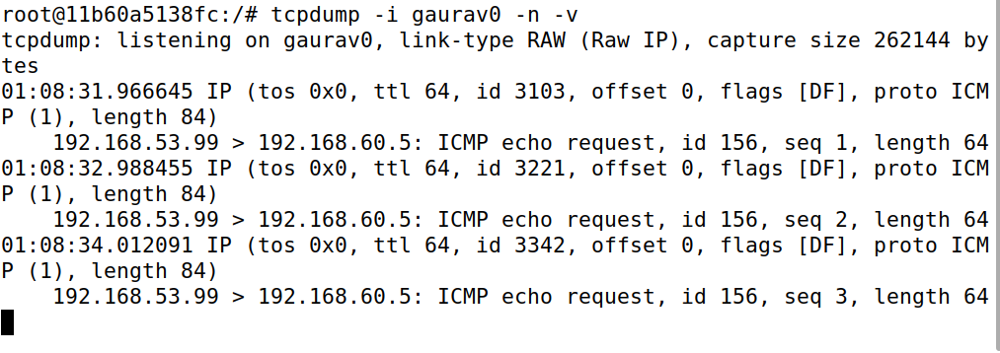 root@11b60a5138fc:/# tcpdump -i gaurav0 -n -v
tcpdump: listening on gaurav0, link-type RAW (Raw IP), capture size 262144 by
tes
01:08:31.966645 IP (tos 0x0, ttl 64, id 3103, offset 0, flags [DF], proto ICM
P (1), length 84)
    192.168.53.99 > 192.168.60.5: ICMP echo request, id 156, seq 1, length 64
01:08:32.988455 IP (tos 0x0, ttl 64, id 3221, offset 0, flags [DF], proto ICM
P (1), length 84)
    192.168.53.99 > 192.168.60.5: ICMP echo request, id 156, seq 2, length 64
01:08:34.012091 IP (tos 0x0, ttl 64, id 3342, offset 0, flags [DF], proto ICM
P (1), length 84)
    192.168.53.99 > 192.168.60.5: ICMP echo request, id 156, seq 3, length 64